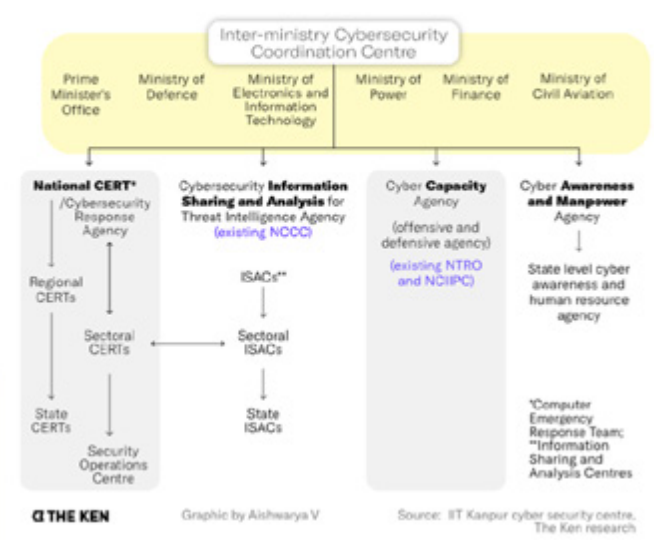 Inter-ministry Cybersecurity
Coordination Centre
Prime
Minister's
Office
Ministry of
Defence
Ministry of
Electronics and
Information
Technology
Ministry of
Power
Ministry of
Finance
Ministry of
Civil Aviation
National CERT*
/Cybersecurity
Response
Agency
Regional
CERTs
Sectoral
CERTs
State
CERTs
Security
Operations
Centre
Cybersecurity Information
Sharing and Analysis for
Threat Intelligence Agency
(existing NCCC)
ISACs**
Sectoral
ISACs
State
ISACs
Cyber Capacity
Agency
(offensive and
defensive agency)
(existing NTRO
and NCIIPC)
Cyber Awareness
and Manpower
Agency
State level cyber
awareness and
human resource
agency
*Computer
Emergency
Response Team;
**Information
Sharing and
Analysis Centres
THE KEN
Graphic by Aishwarya V
Source: IIT Kanpur cyber security centre,
The Ken research